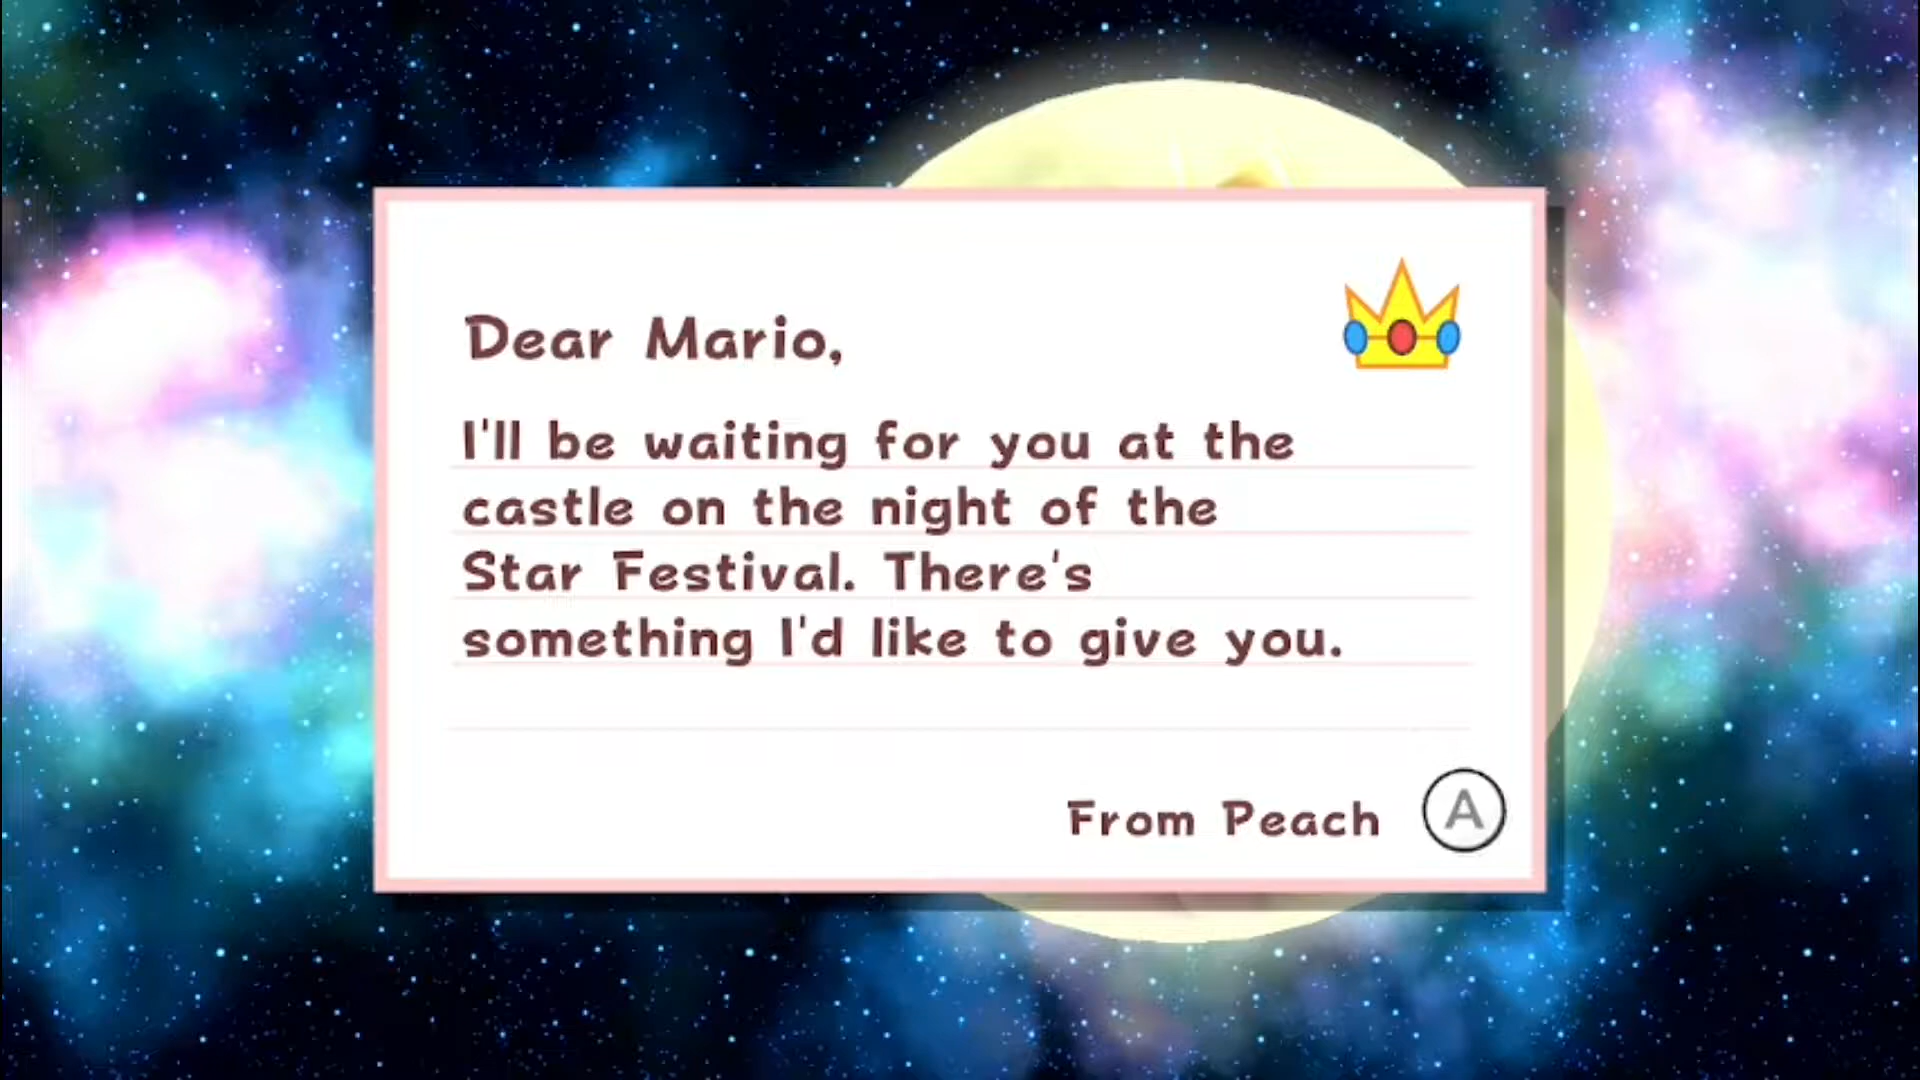 Dear Mario,
I'll be waiting for you at the
castle on the night of the
Star Festival. There's
something I'd like to give you.
From Peach
A